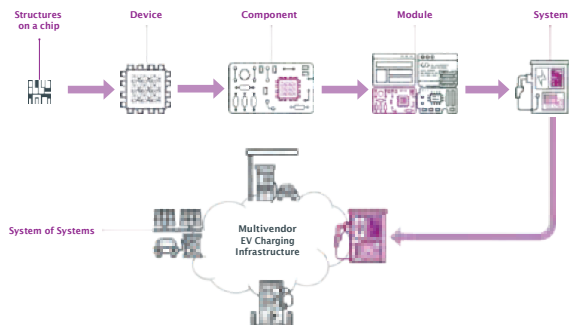 Structures
on a chip
Device
Component
Module
System
System of Systems
Multivendor
EV Charging
Infrastructure